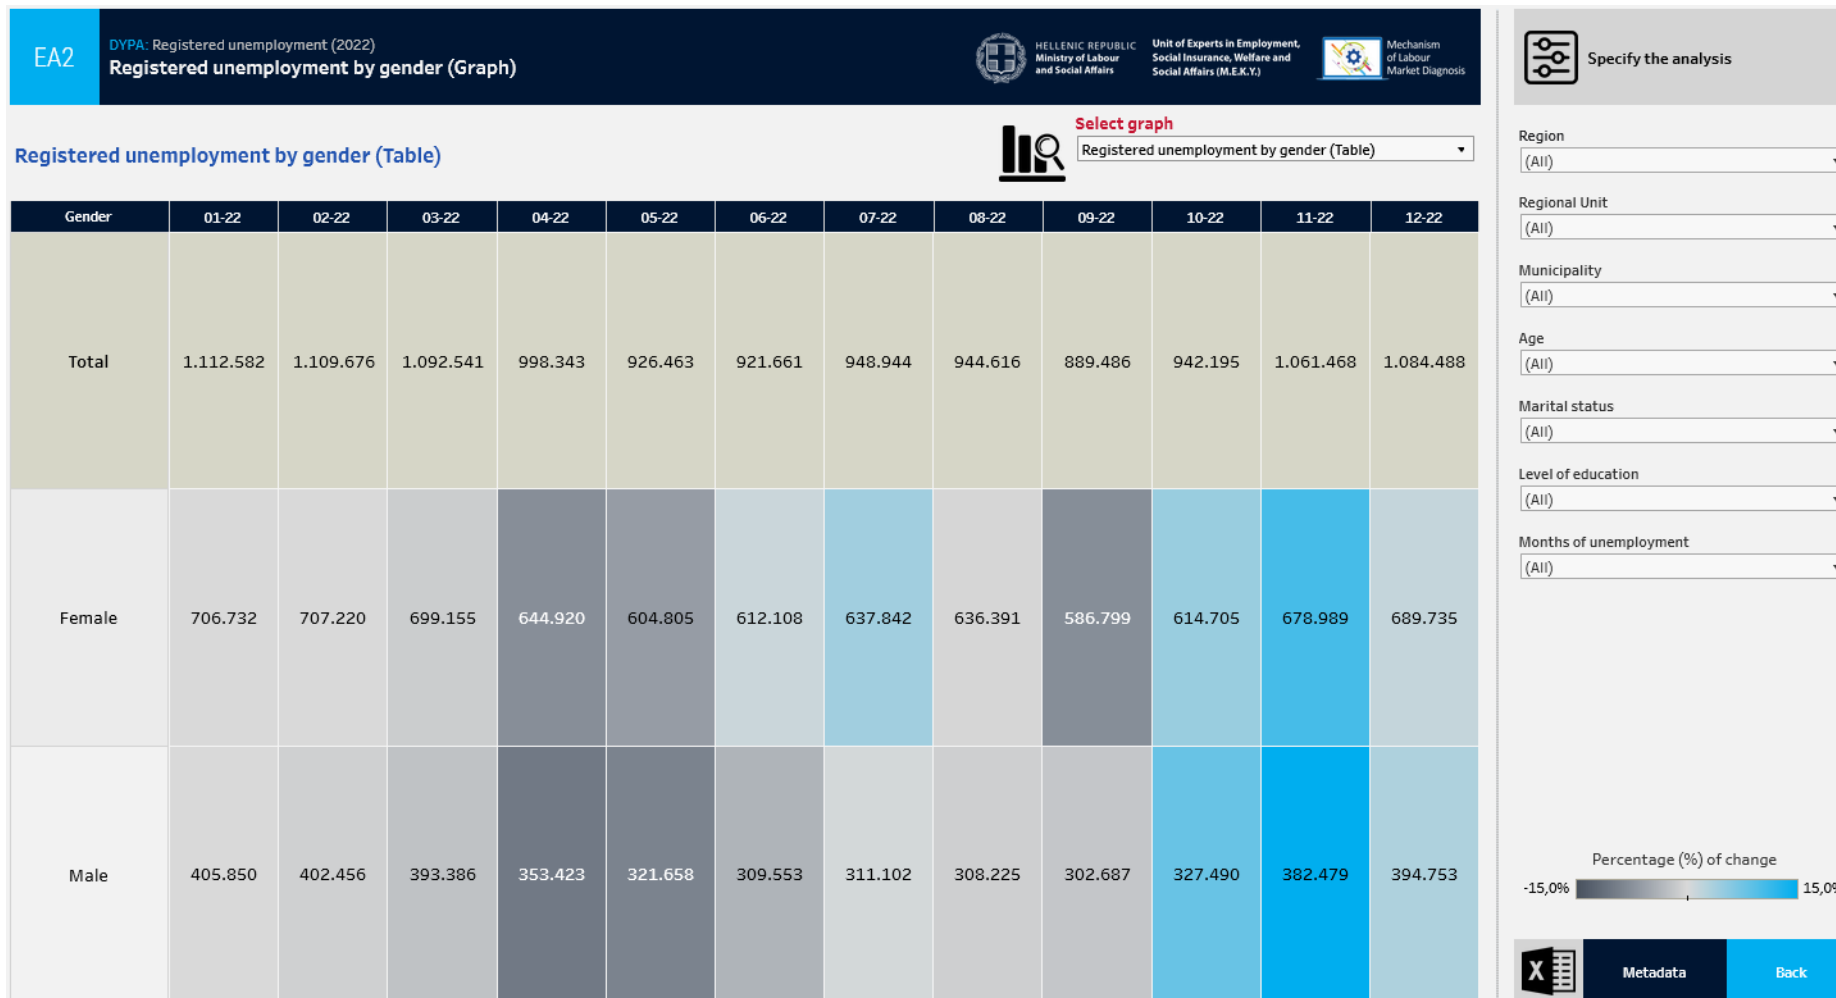 EA2
DYPA: Registered unemployment (2022)
Registered unemployment by gender (Graph)
HELLENIC REPUBLIC
Ministry of Labour
and Social Affairs
Unit of Experts in Employment,
Social Insurance, Welfare and
Social Affairs (M.E.K.Y.)
Mechanism
of Labour
Market Diagnosis
Specify the analysis
Registered unemployment by gender (Table)
Select graph
Registered unemployment by gender (Table)
Gender 01-22 02-22 03-22 04-22 05-22 06-22 07-22 08-22 09-22 10-22 11-22 12-22
Total 1.112.582 1.109.676 1.092.541 998.343 926.463 921.661 948.944 944.616 889.486 942.195 1.061.468 1.084.488
Female 706.732 707.220 699.155 644.920 604.805 612.108 637.842 636.391 586.799 614.705 678.989 689.735
Male 405.850 402.456 393.386 353.423 321.658 309.553 311.102 308.225 302.687 327.490 382.479 394.753
Region
(All)
Regional Unit
(All)
Municipality
(All)
Age
(All)
Marital status
(All)
Level of education
(All)
Months of unemployment
(All)
Percentage (%) of change
-15,0% 15,0%
X
Metadata
Back